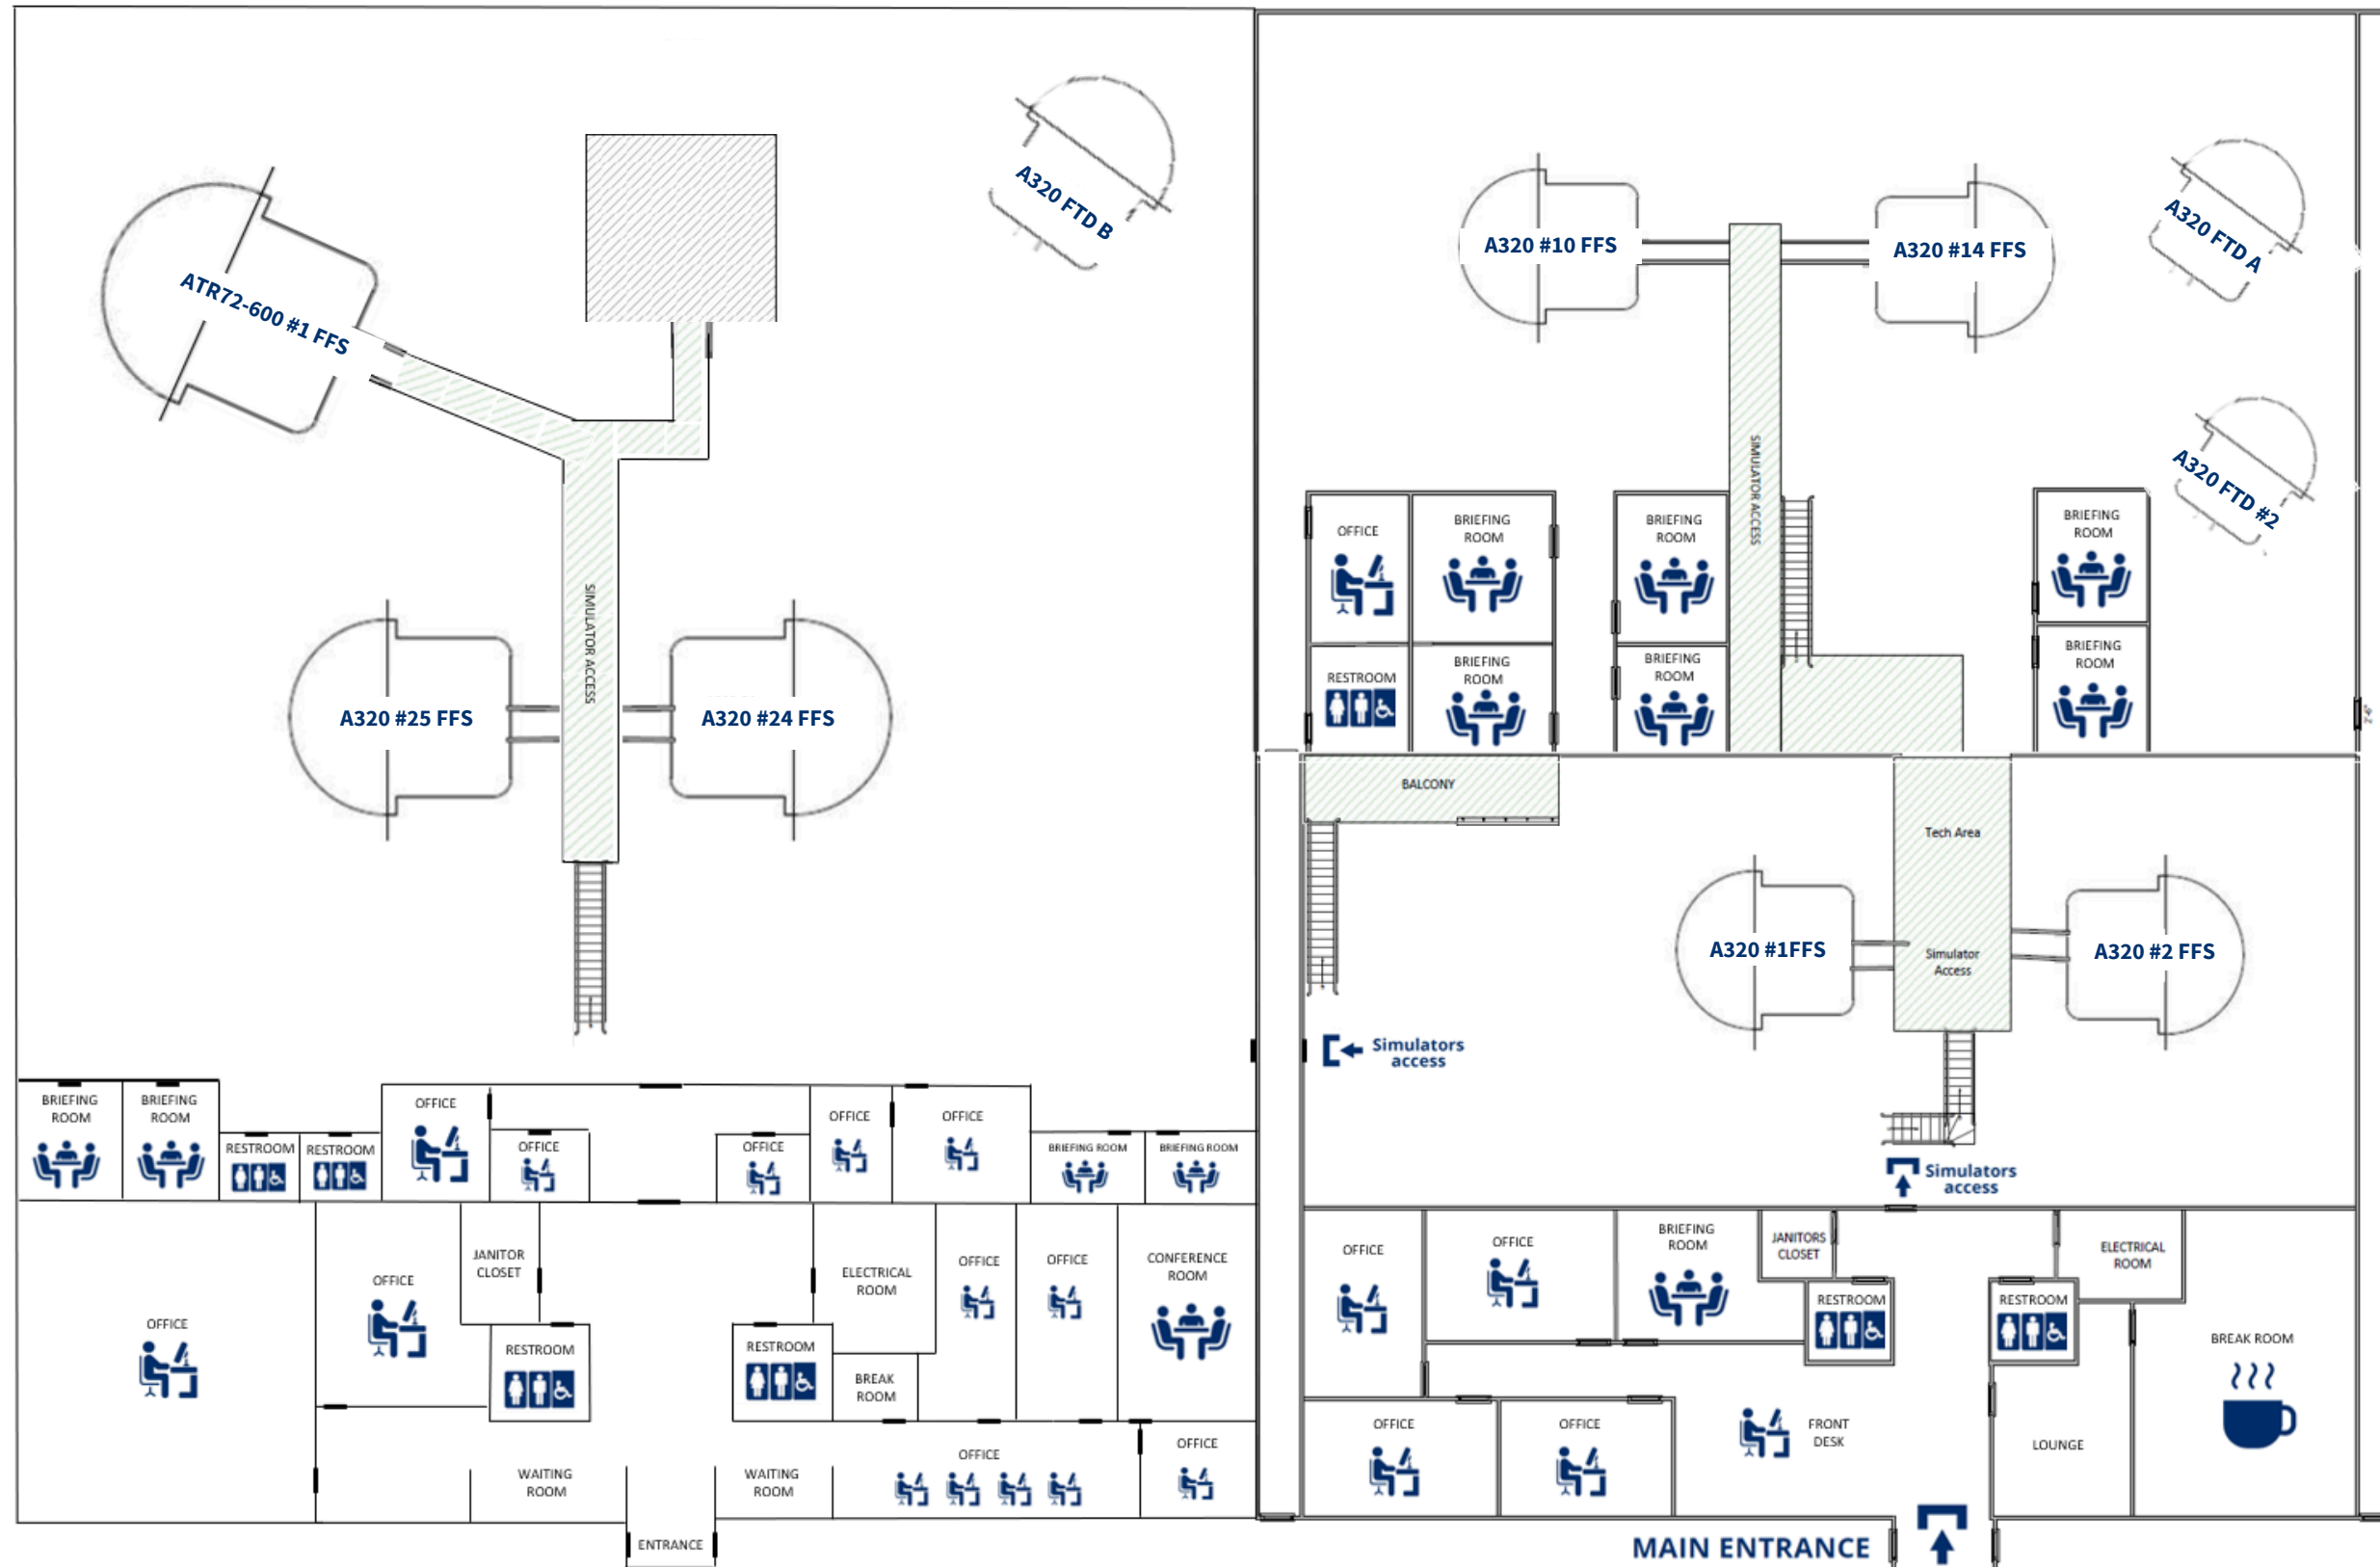 A320 FTD B
ATR72-600 #1 FFS
SIMULATOR ACCESS
A320 #25 FFS
A320 #24 FFS
A320 #10 FFS
A320 #14 FFS
A320 FTD A
A320 FTD #2
SIMULATOR ACCESS
OFFICE
BRIEFING
ROOM
BRIEFING
ROOM
BRIEFING
ROOM
RESTROOM
BRIEFING
ROOM
BRIEFING
ROOM
BRIEFING
ROOM
BALCONY
Tech Area
A320 #1FFS
Simulator
Access
A320 #2 FFS
Simulators
access
Simulators
access
BRIEFING
ROOM
BRIEFING
ROOM
RESTROOM
RESTROOM
OFFICE
OFFICE
OFFICE
OFFICE
OFFICE
BRIEFING ROOM
BRIEFING ROOM
OFFICE
OFFICE
JANITOR
CLOSET
RESTROOM
RESTROOM
ELECTRICAL
ROOM
BREAK
ROOM
OFFICE
OFFICE
CONFERENCE
ROOM
WAITING
ROOM
WAITING
ROOM
OFFICE
OFFICE
ENTRANCE
OFFICE
OFFICE
BRIEFING
ROOM
JANITORS
CLOSET
RESTROOM
RESTROOM
ELECTRICAL
ROOM
BREAK ROOM
OFFICE
OFFICE
FRONT
DESK
LOUNGE
MAIN ENTRANCE